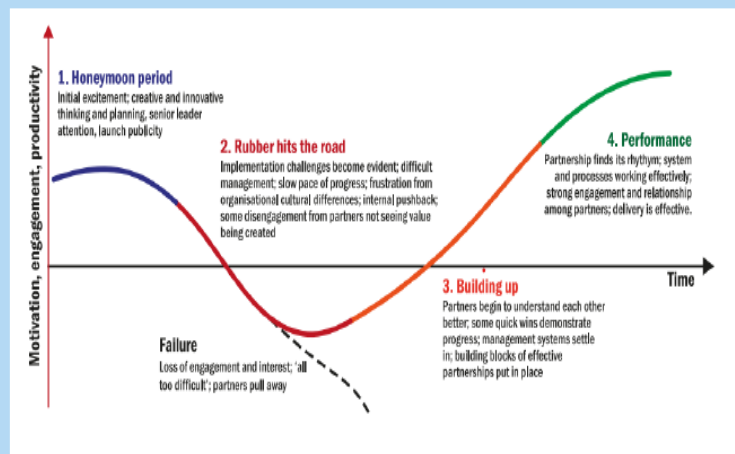 Motivation, engagement, productivity
1. Honeymoon period
Initial excitement; creative and innovative
thinking and planning, senior leader
attention, launch publicity
2. Rubber hits the road
Implementation challenges become evident; difficult
management; slow pace of progress; frustration from
organisational cultural differences; internal pushback;
some disengagement from partners not seeing value
being created
4. Performance
Partnership finds its rhythm; system
and processes working effectively;
strong engagement and relationship
among partners; delivery is effective.
Time
3. Building up
Partners begin to understand each other
better; some quick wins demonstrate
progress; management systems settle
in; building blocks of effective
partnerships put in place
Failure
Loss of engagement and interest; 'all
too difficult'; partners pull away